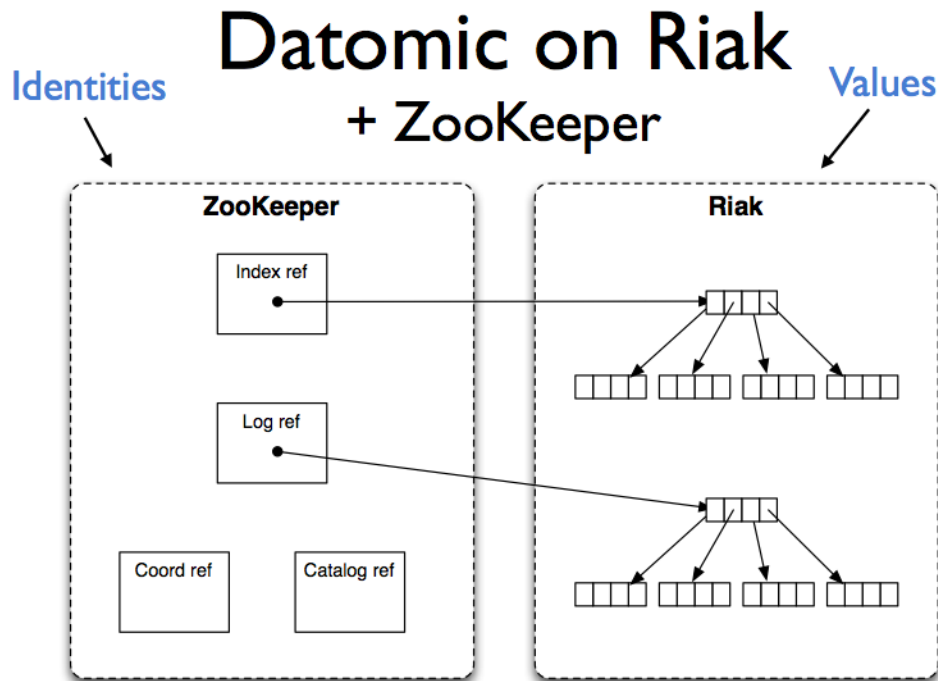 Datomic on Riak
+ ZooKeeper
Identities
Values
ZooKeeper
Index ref
Log ref
Coord ref
Catalog ref
Riak